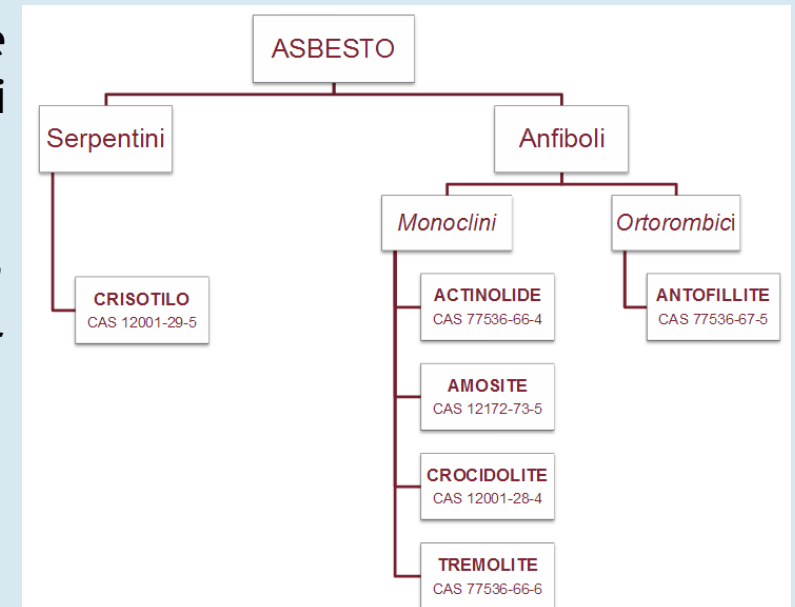 e
i
ASBESTO
Serpentini
Anfiboli
Monoclini
Ortorombici
CRISOTILO
CAS 12001-29-5
ACTINOLIDE
CAS 77536-66-4
ANTOFILLITE
CAS 77536-67-5
AMOSITE
CAS 12172-73-5
CROCIDOLITE
CAS 12001-28-4
TREMOLITE
CAS 77536-66-6